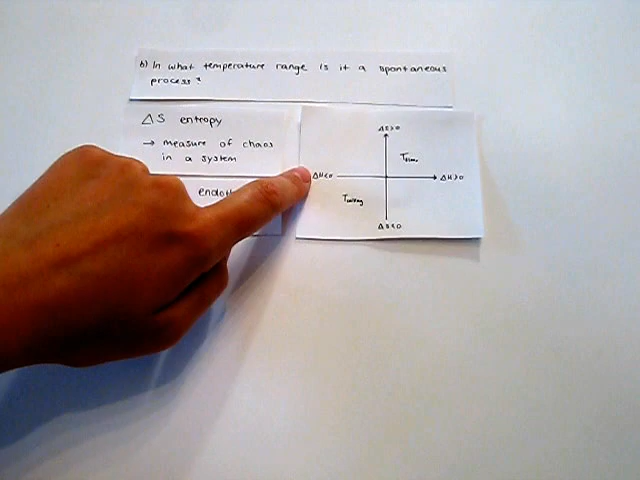 b) In what temperature range is it a spontaneous
process?
ΔS entropy
→ measure of chaos
in a system
ΔS>0
ΔH<0
ΔH>0
ΔS<0